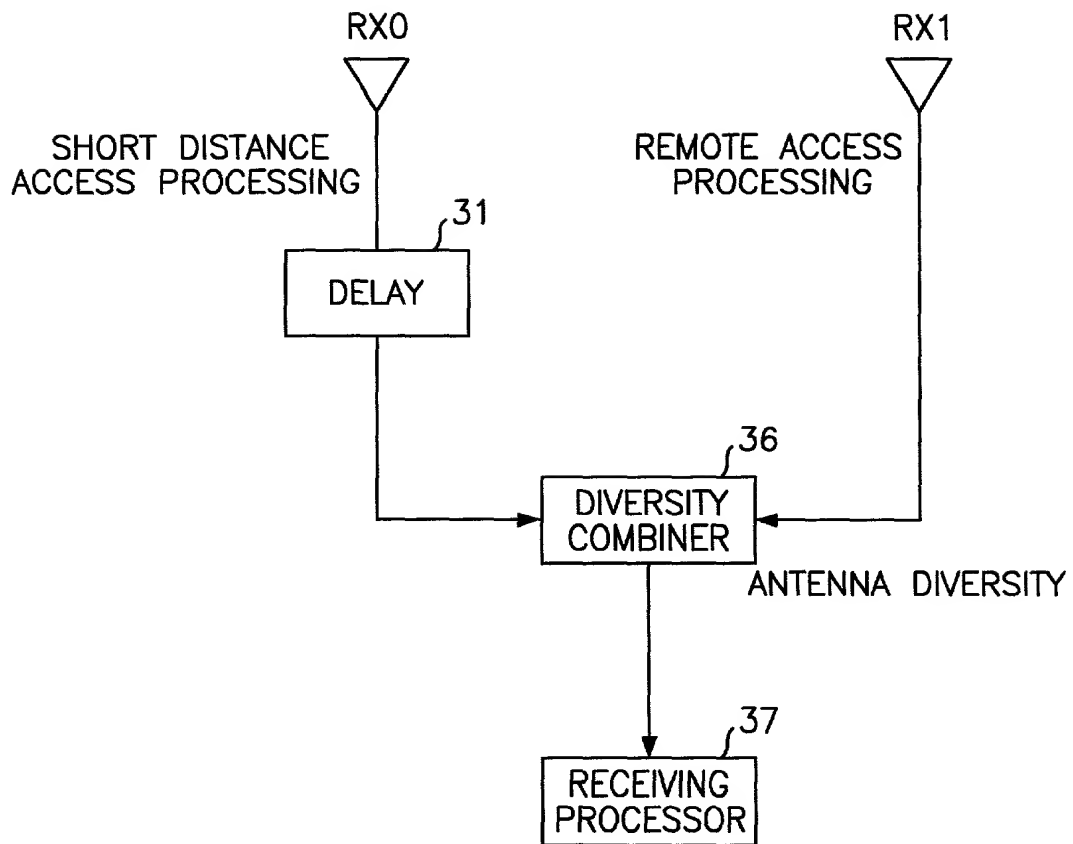 RX0
RX1
SHORT DISTANCE
ACCESS PROCESSING
REMOTE ACCESS
PROCESSING
31
DELAY
36
DIVERSITY
COMBINER
ANTENNA DIVERSITY
37
RECEIVING
PROCESSOR